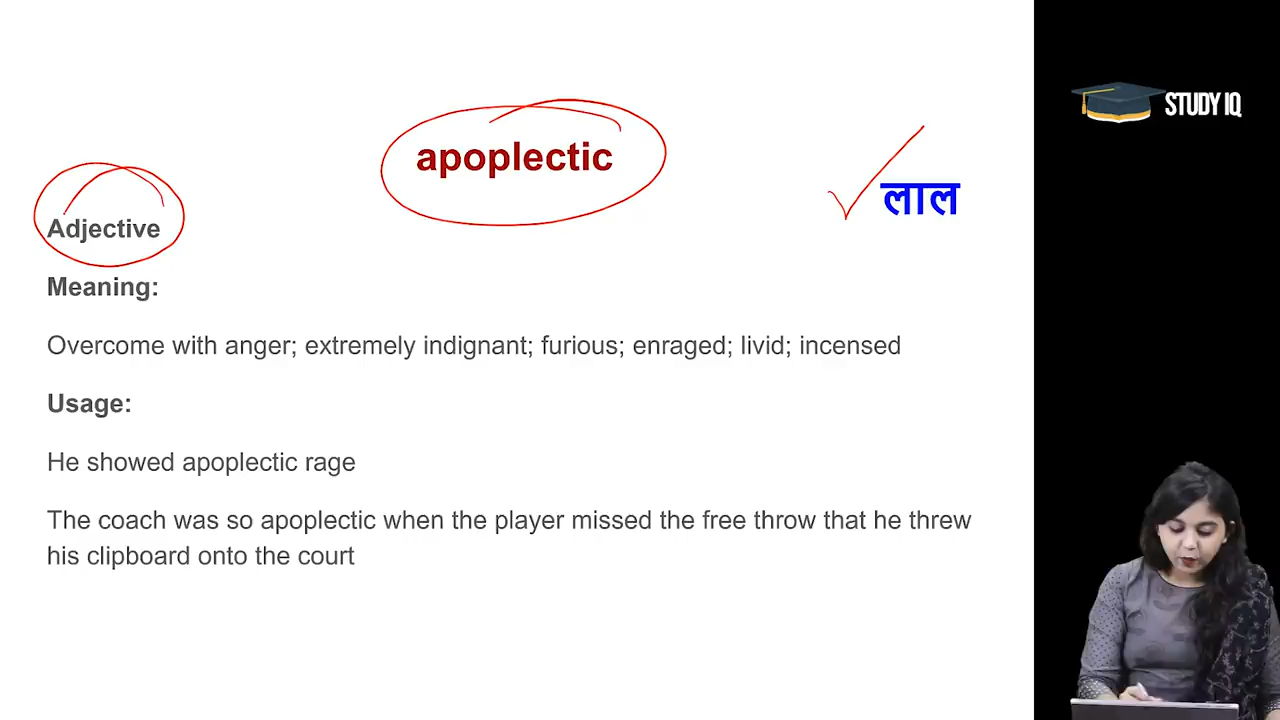 STUDY IQ
apoplectic
लाल
Adjective
Meaning:
Overcome with anger; extremely indignant; furious; enraged; livid; incensed
Usage:
He showed apoplectic rage
The coach was so apoplectic when the player missed the free throw that he threw
his clipboard onto the court